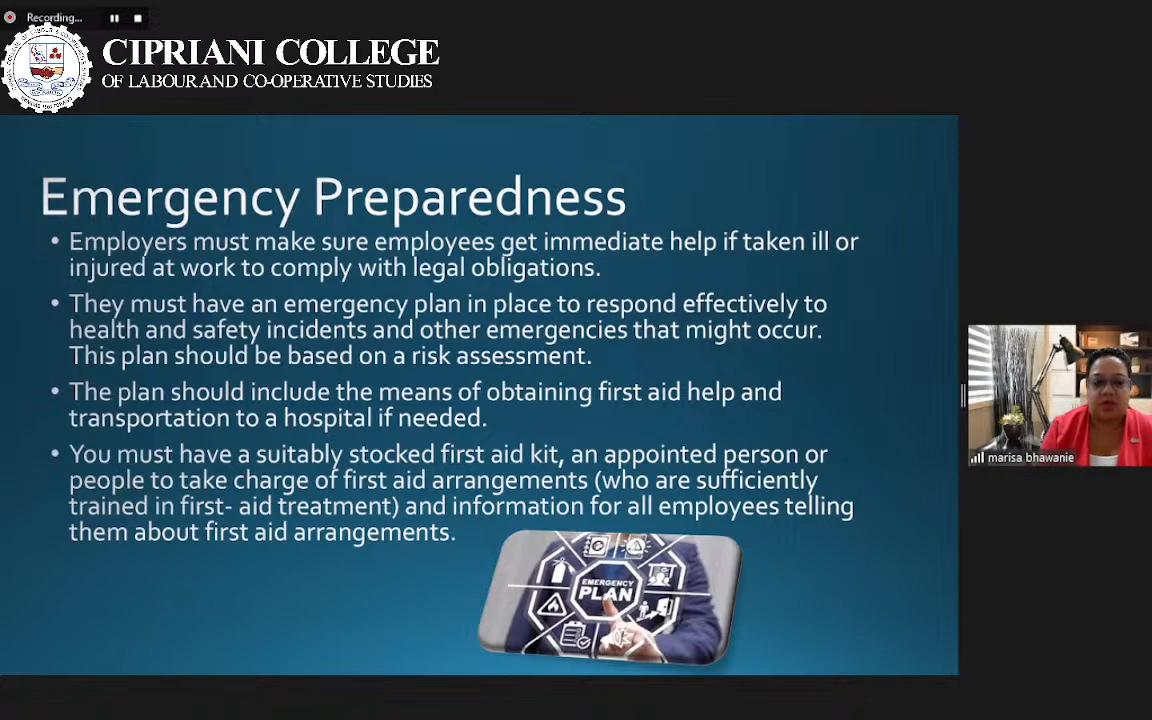 Recording...
CIPRIANI COLLEGE
OF LABOUR AND CO-OPERATIVE STUDIES
Emergency Preparedness
• Employers must make sure employees get immediate help if taken ill or
injured at work to comply with legal obligations.
• They must have an emergency plan in place to respond effectively to
health and safety incidents and other emergencies that might occur.
This plan should be based on a risk assessment.
• The plan should include the means of obtaining first aid help and
transportation to a hospital if needed.
• You must have a suitably stocked first aid kit, an appointed person or
people to take charge of first aid arrangements (who are sufficiently
trained in first- aid treatment) and information for all employees telling
them about first aid arrangements.
EMERGENCY
PLAN
marisa bhawanie